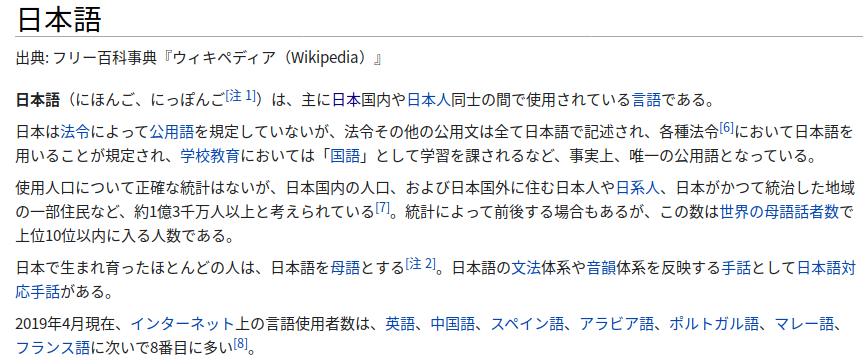 日本語
出典: フリー百科事典『ウィキペディア（Wikipedia）』
日本語（にほんご、にっぽんご[注 1]）は、主に日本国内や日本人同士の間で使用されている言語である。
日本は法令によって公用語を規定していないが、法令その他の公用文は全て日本語で記述され、各種法令[6]において日本語を
用いることが規定され、学校教育においては「国語」として学習を課されるなど、事実上、唯一の公用語となっている。
使用人口について正確な統計はないが、日本国内の人口、および日本国外に住む日本人や日系人、日本がかつて統治した地域
の一部住民など、約1億3千万人以上と考えられている[7]。統計によって前後する場合もあるが、この数は世界の母語話者数で
上位10位以内に入る人数である。
日本で生まれ育ったほとんどの人は、日本語を母語とする[注 2]。日本語の文法体系や音韻体系を反映する手話として日本語対
応手話がある。
2019年4月現在、インターネット上の言語使用者数は、英語、中国語、スペイン語、アラビア語、ポルトガル語、マレー語、
フランス語に次いで8番目に多い[8]。